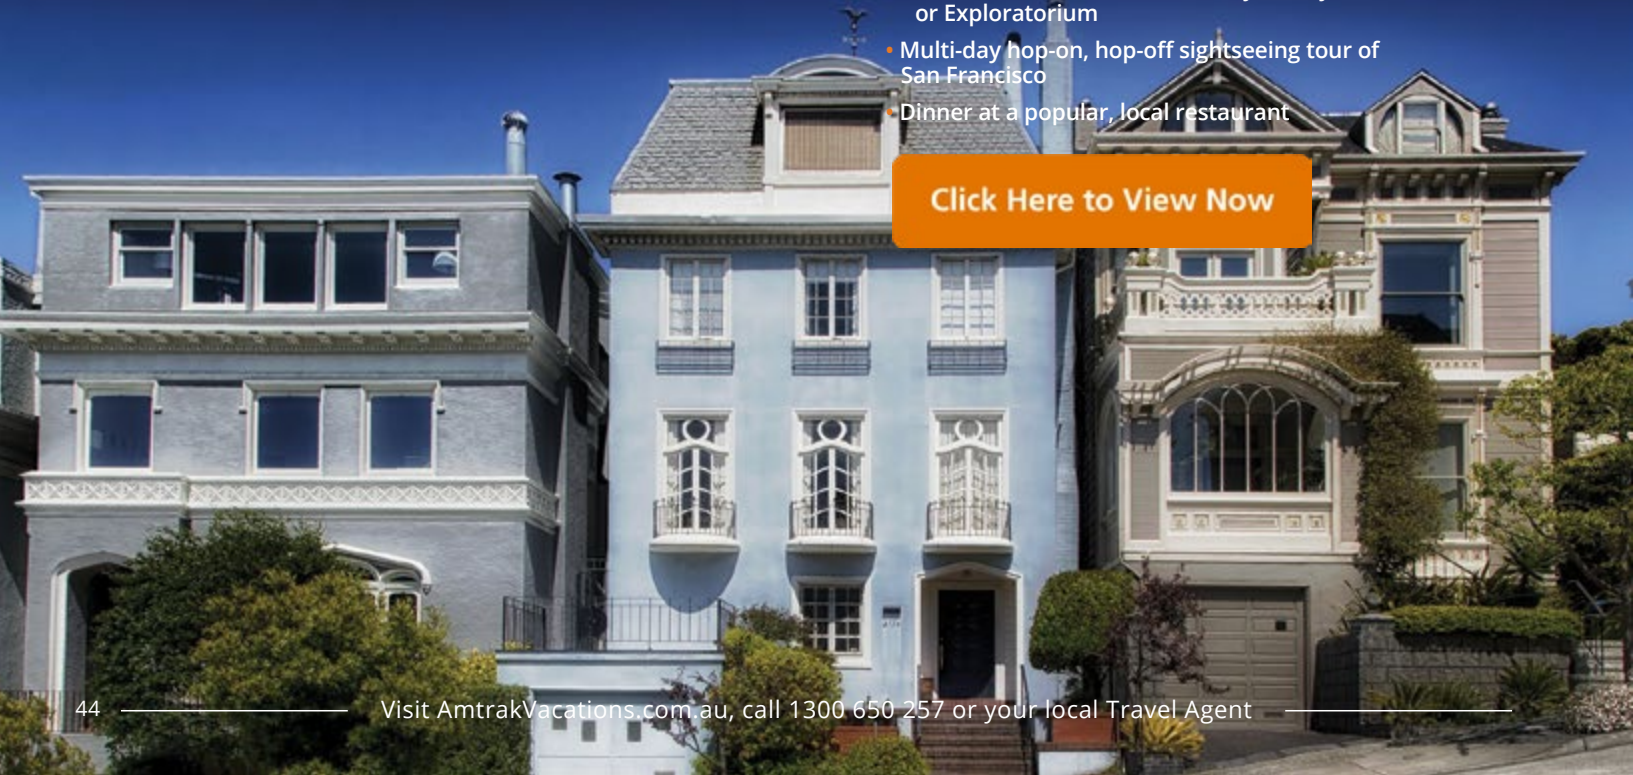 or Exploratorium
• Multi-day hop-on, hop-off sightseeing tour of
San Francisco
• Dinner at a popular, local restaurant
Click Here to View Now
44
Visit AmtrakVacations.com.au, call 1300 650 257 or your local Travel Agent